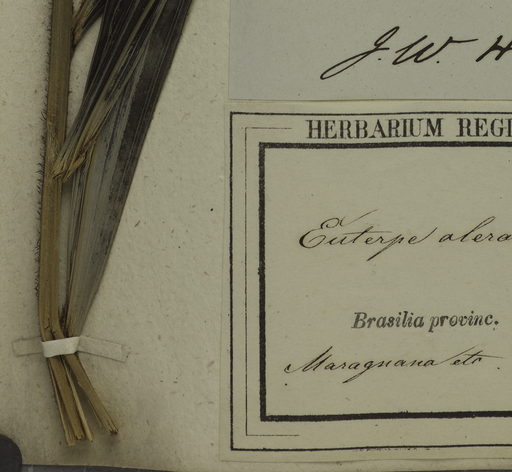 J. W. H
HERBARIUM REGI
Euterpe olera
Brasilia provinc.
Maragnana etc.